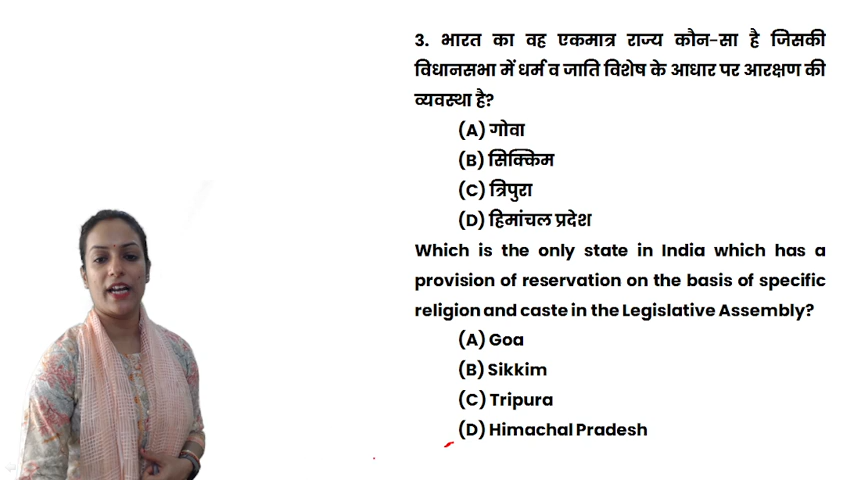 3. भारत का वह एकमात्र राज्य कौन-सा है जिसकी
विधानसभा में धर्म व जाति विशेष के आधार पर आरक्षण की
व्यवस्था है?
(A) गोवा
(B) सिक्किम
(C) त्रिपुरा
(D) हिमांचल प्रदेश
Which is the only state in India which has a
provision of reservation on the basis of specific
religion and caste in the Legislative Assembly?
(A) Goa
(B) Sikkim
(C) Tripura
(D) Himachal Pradesh